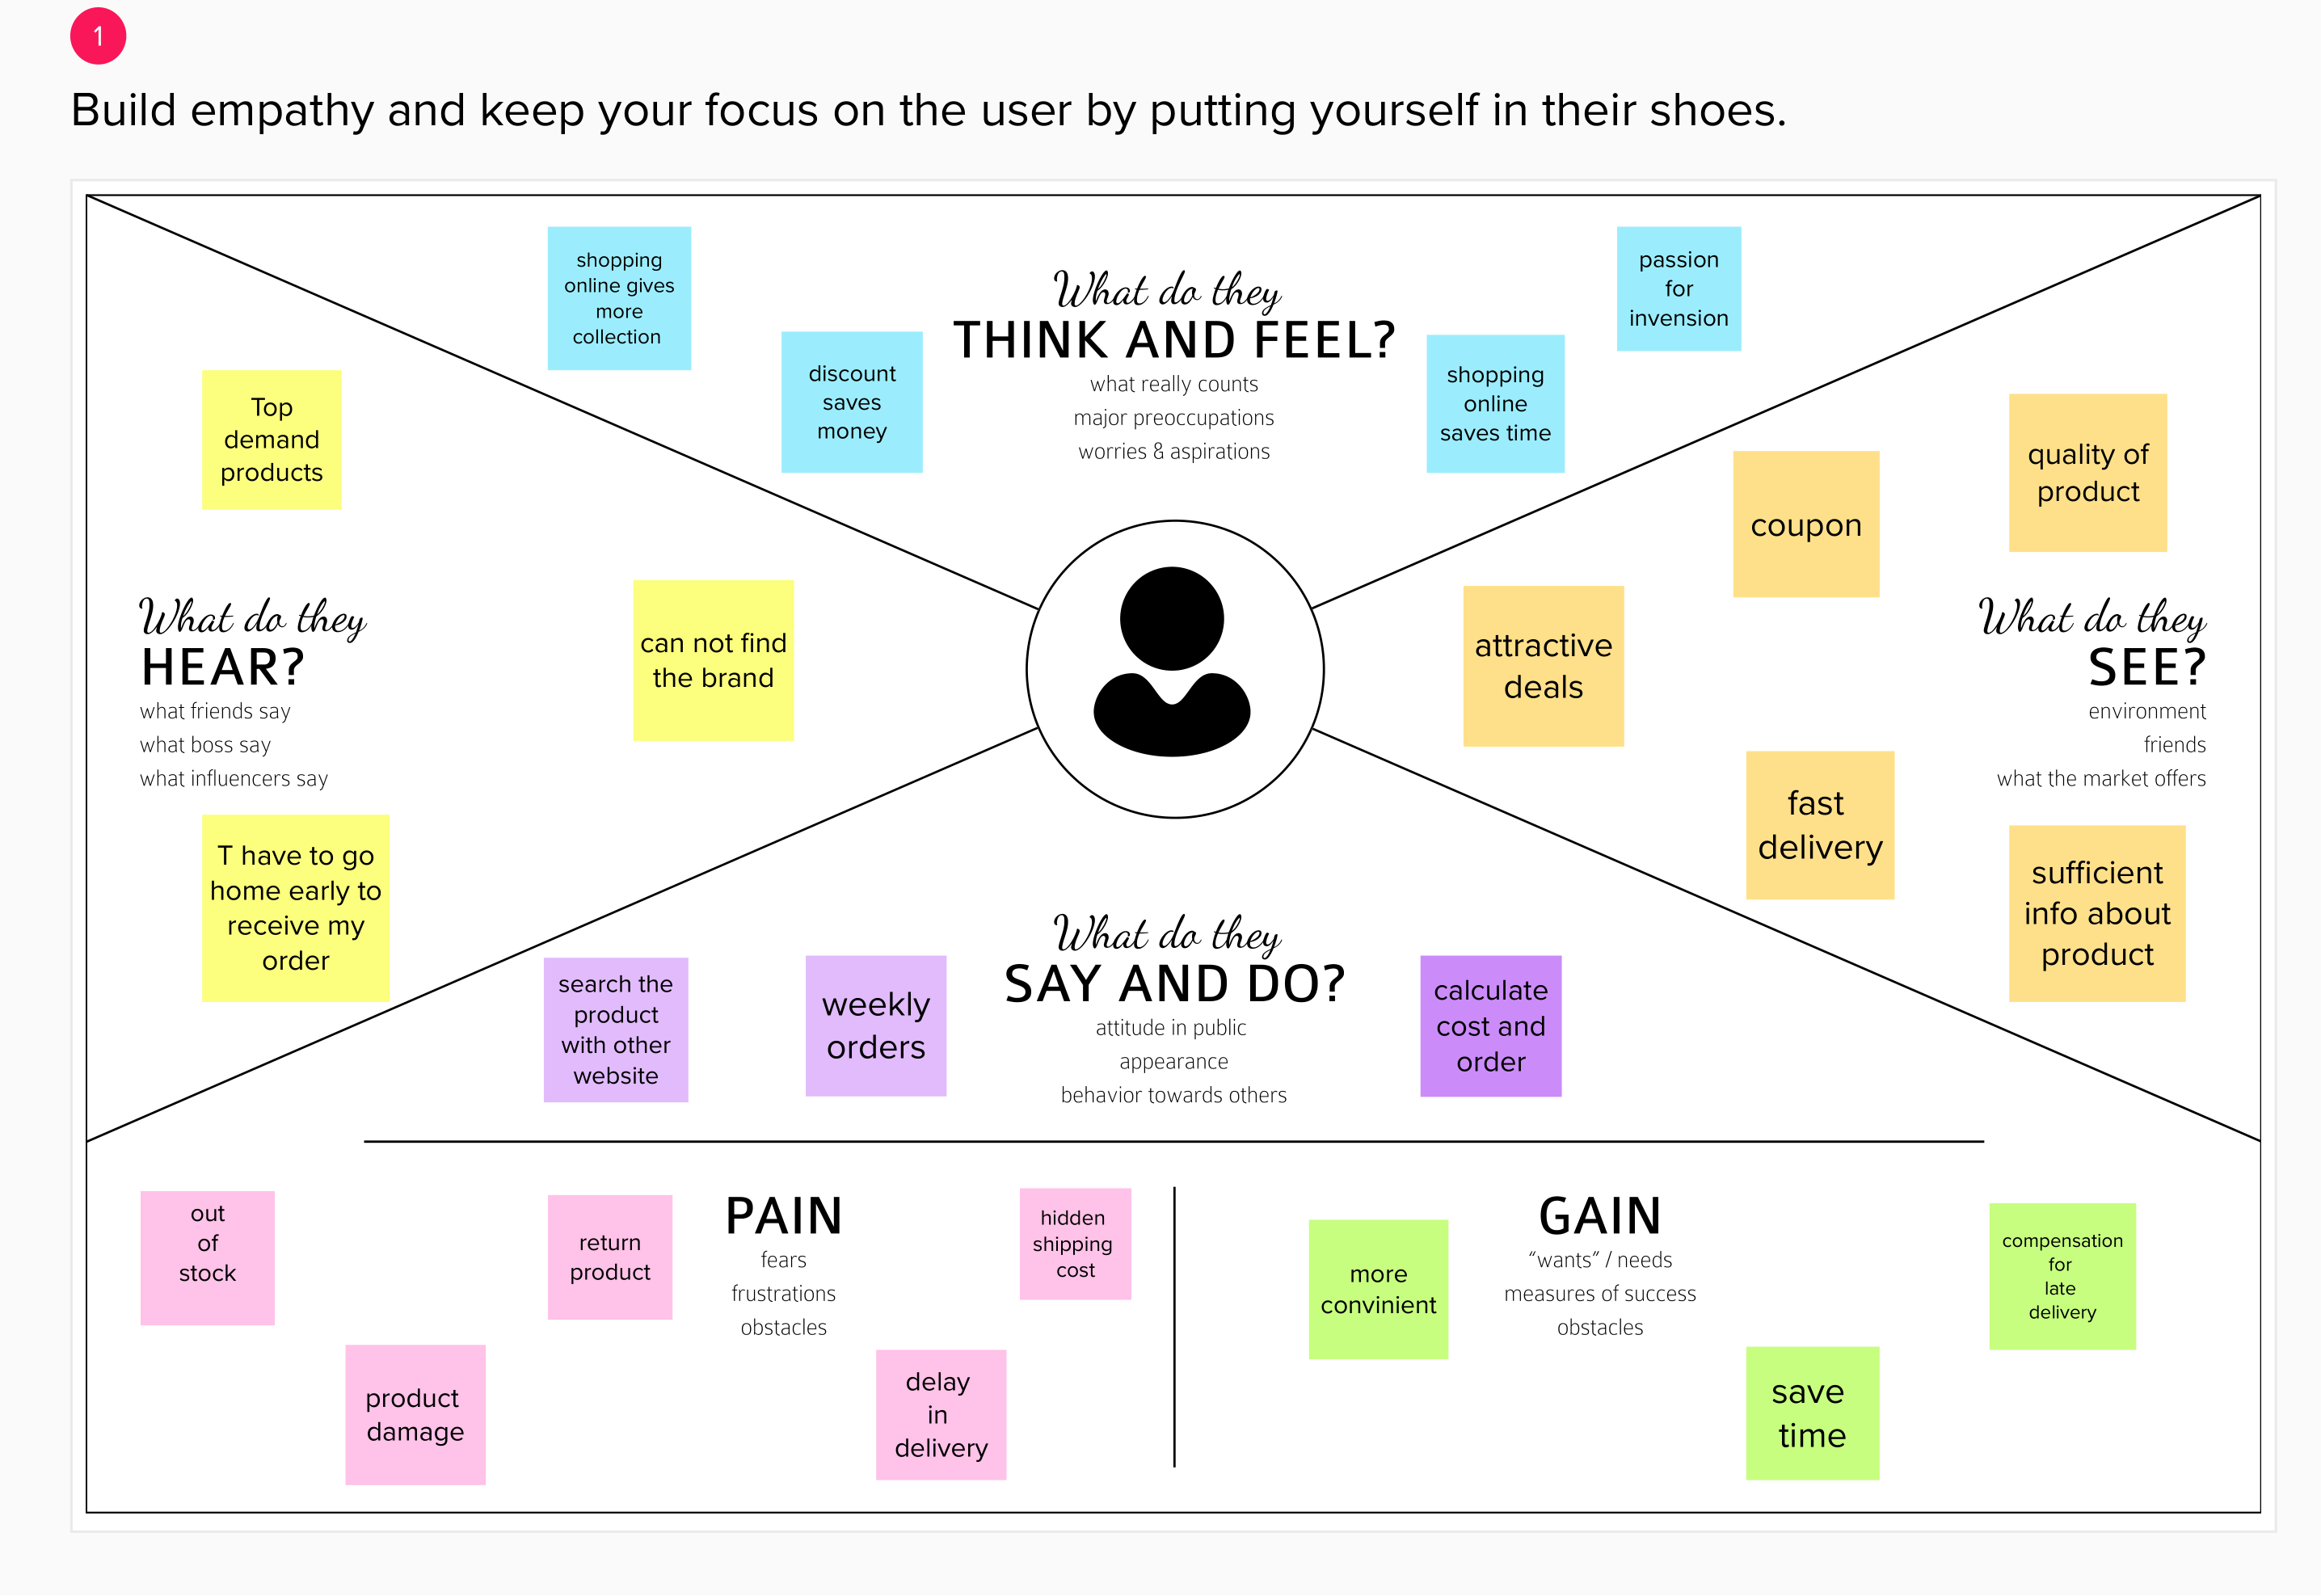 1
Build empathy and keep your focus on the user by putting yourself in their shoes.
What do they
THINK AND FEEL?
what really counts
major preoccupations
worries & aspirations
shopping
online gives
more
collection
discount
saves
money
shopping
online
saves time
passion
for
invension
What do they
HEAR?
what friends say
what boss say
what influencers say
Top
demand
products
can not find
the brand
T have to go
home early to
receive my
order
What do they
SEE?
environment
friends
what the market offers
coupon
quality of
product
attractive
deals
fast
delivery
sufficient
info about
product
What do they
SAY AND DO?
attitude in public
appearance
behavior towards others
search the
product
with other
website
weekly
orders
calculate
cost and
order
PAIN
fears
frustrations
obstacles
out
of
stock
product
damage
return
product
delay
in
delivery
hidden
shipping
cost
GAIN
“wants” / needs
measures of success
obstacles
more
convinient
save
time
compensation
for
late
delivery